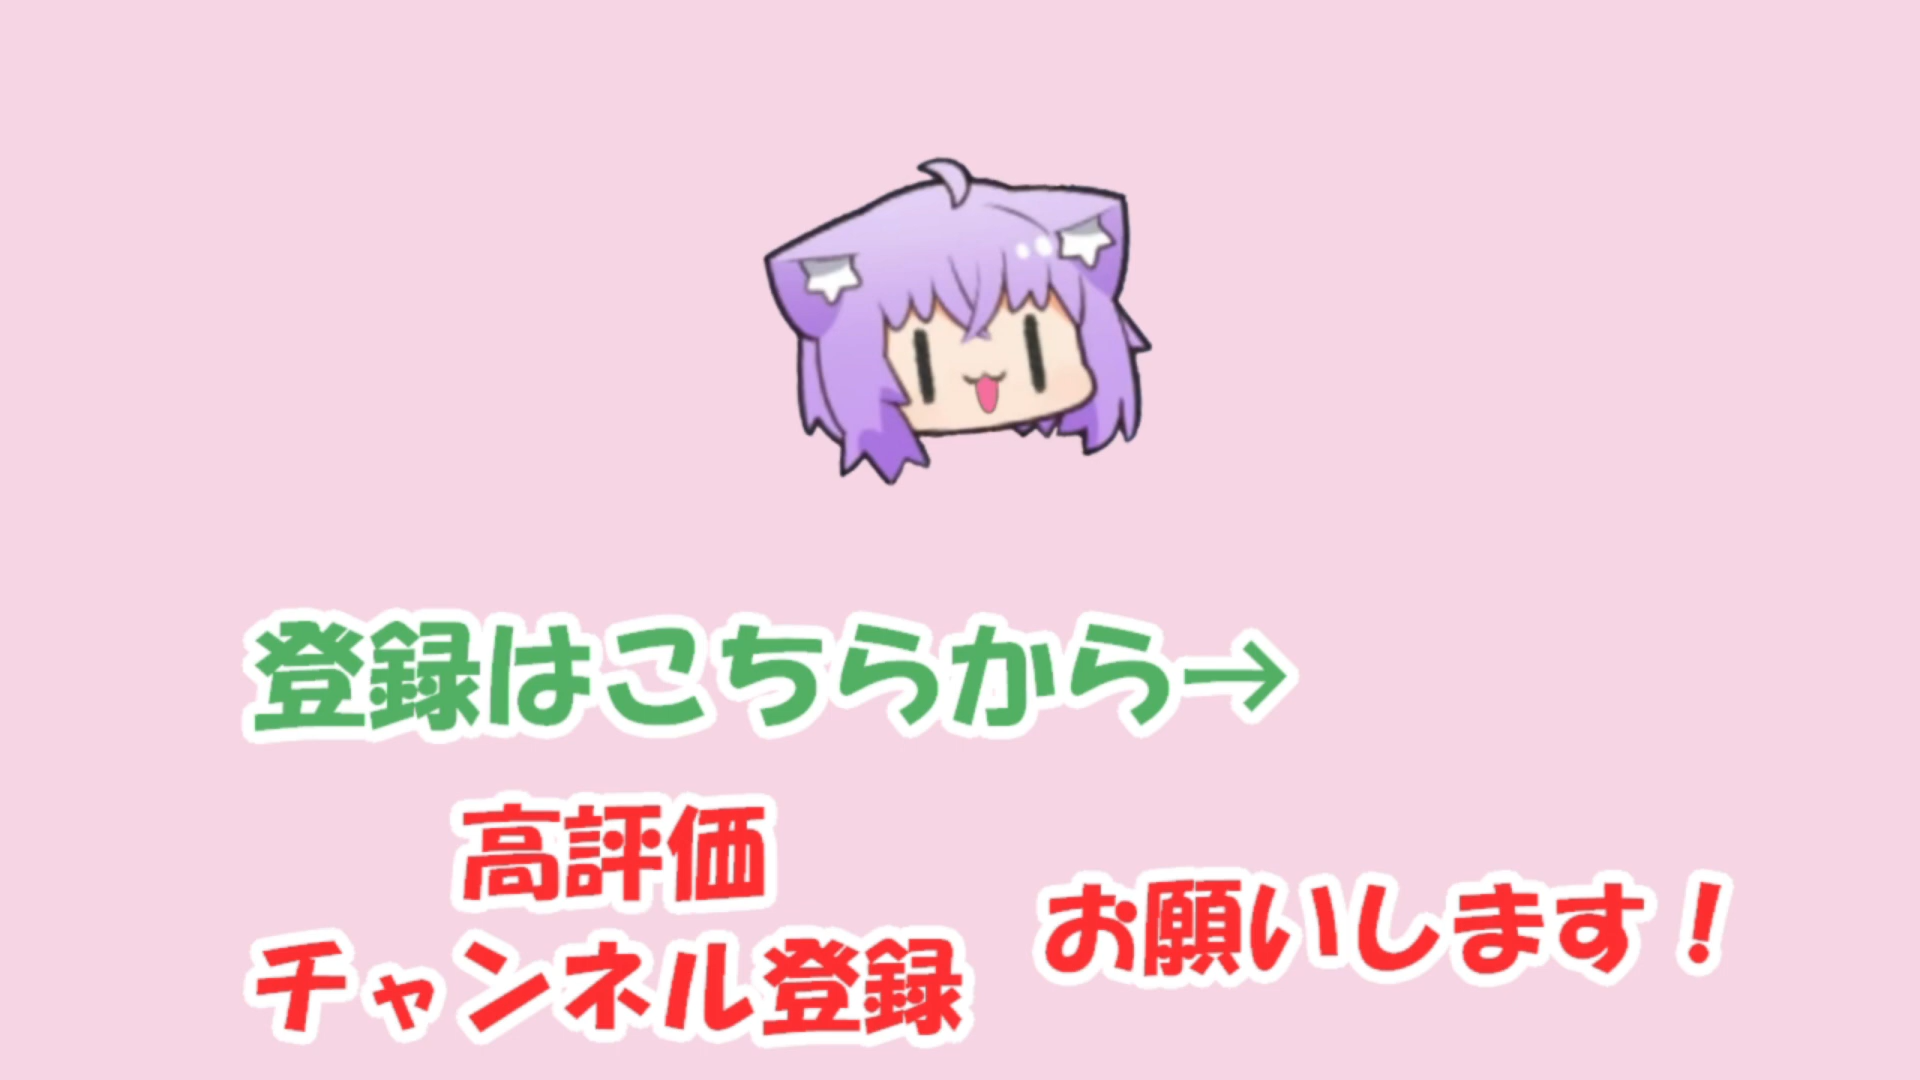 登録はこちらから→
高評価
チャンネル登録
お願いします！